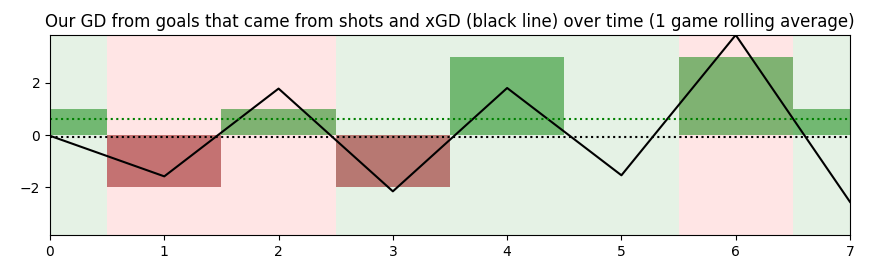 Our GD from goals that came from shots and xGD (black line) over time (1 game rolling average)
2
0
−2
0 1 2 3 4 5 6 7